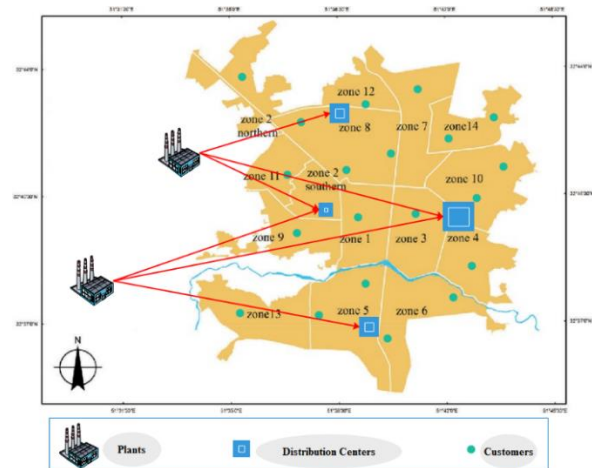 zone 12
zone 2
northern
zone 8
zone 7
zone14
zone 2
southern
zone 11
zone 10
zone 9
zone 1
zone 3
zone 4
zone 5
zone 6
zone13
N
Plants
Distribution Centers
Customers